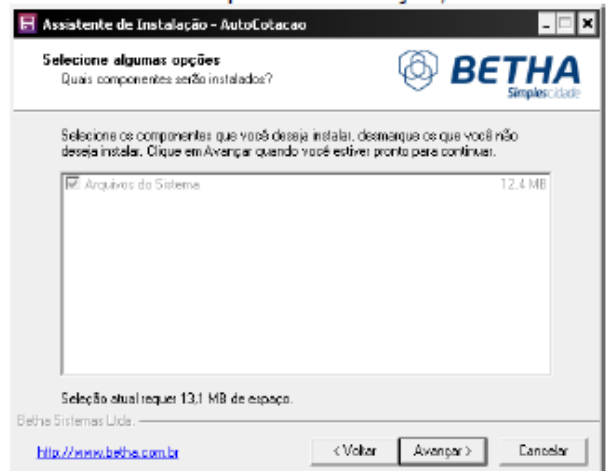 Assistente de Instalação - AutoCotacao
Selecione algumas opções
Quais componentes serão instalados?
BETHA
Simplescidade
Selecione os componentes que você deseja instalar, desmarque os que você não
deseja instalar. Clique em Avançar quando você estiver pronto para continuar.
Arquivos do Sistema 12,4 MB
Seleção atual requer 13,1 MB de espaço.
Betha Sistemas Ltda.
http://www.betha.com.br < Voltar Avançar > Cancelar